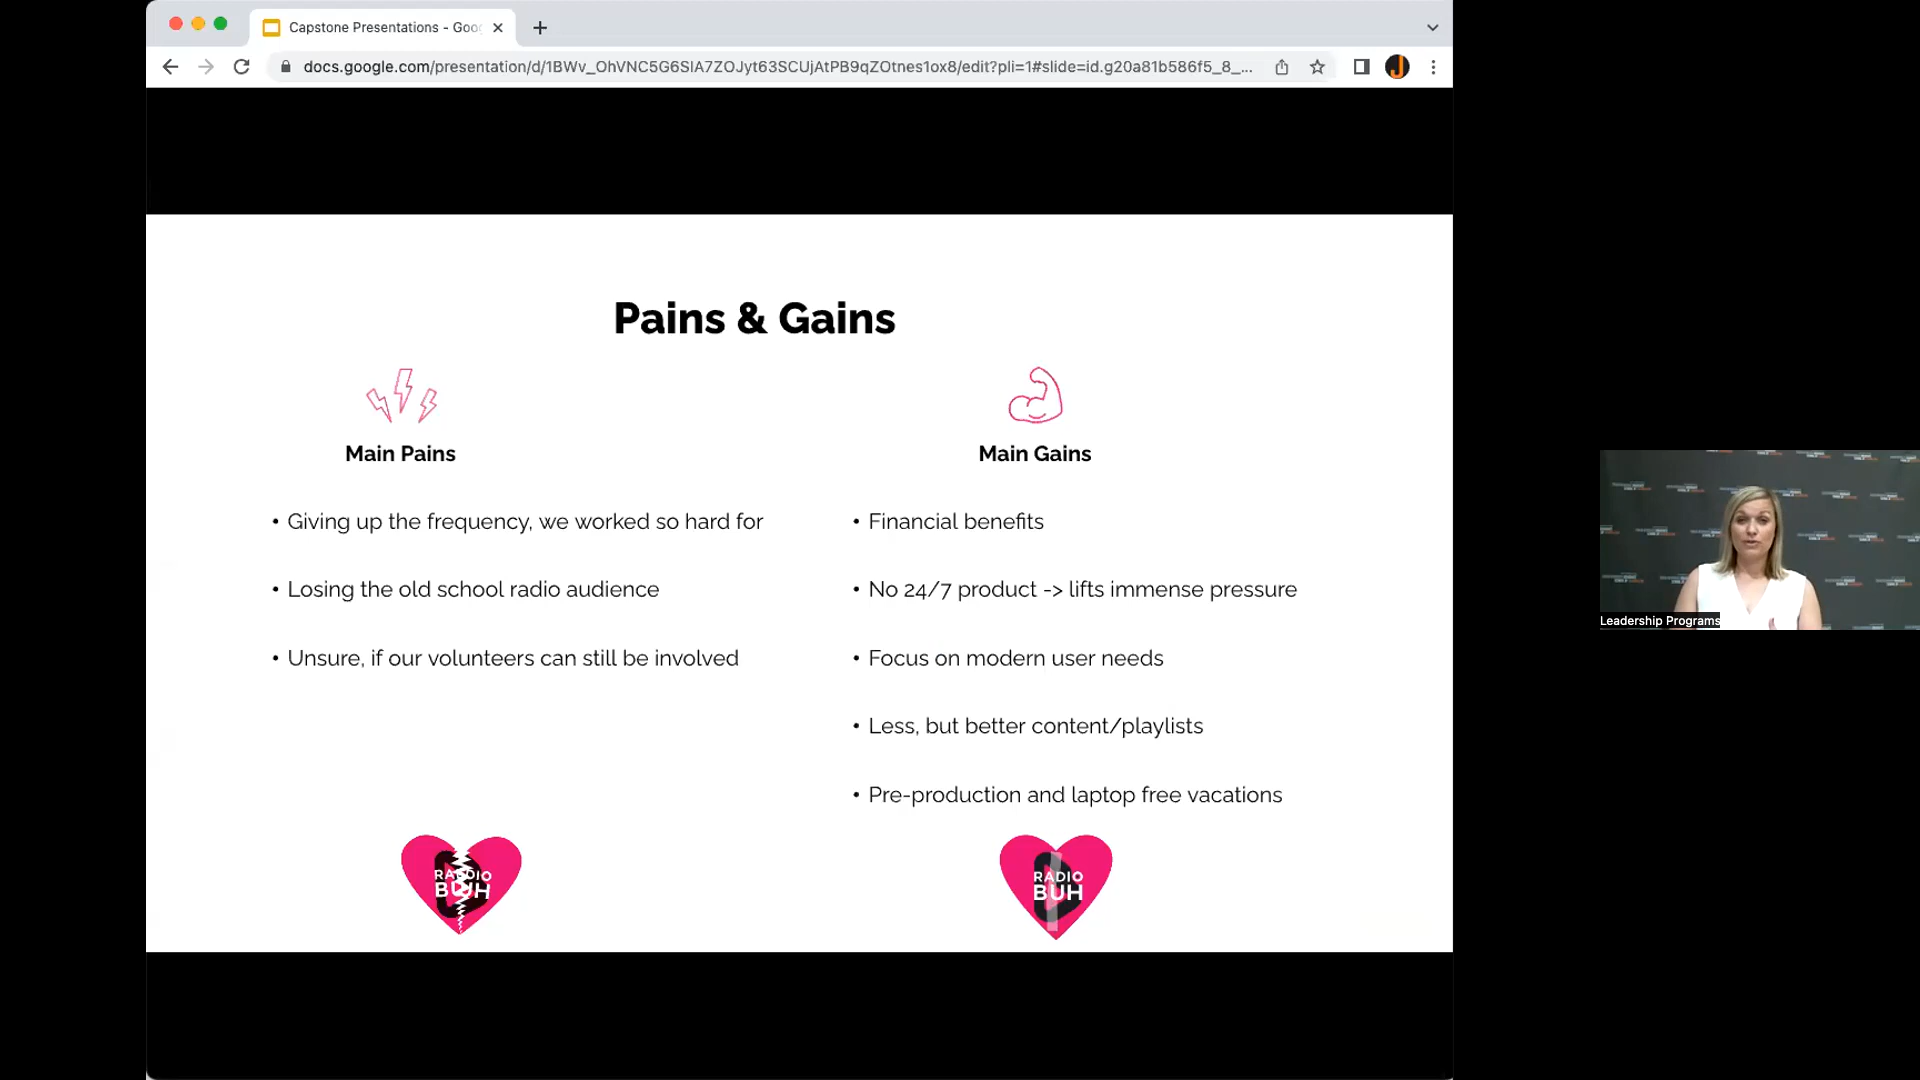 Capstone Presentations - Goo
docs.google.com/presentation/d/1BWv_OhVNC5G6SlA7ZOJyt63SCUjAtPB9qZOtnes1ox8/edit?pli=1#slide=id.g20a81b586f5_8_...
Pains & Gains
Main Pains
• Giving up the frequency, we worked so hard for
• Losing the old school radio audience
• Unsure, if our volunteers can still be involved
Main Gains
• Financial benefits
• No 24/7 product -> lifts immense pressure
• Focus on modern user needs
• Less, but better content/playlists
• Pre-production and laptop free vacations
RADIO
BUH
RADIO
BUH
Leadership Programs